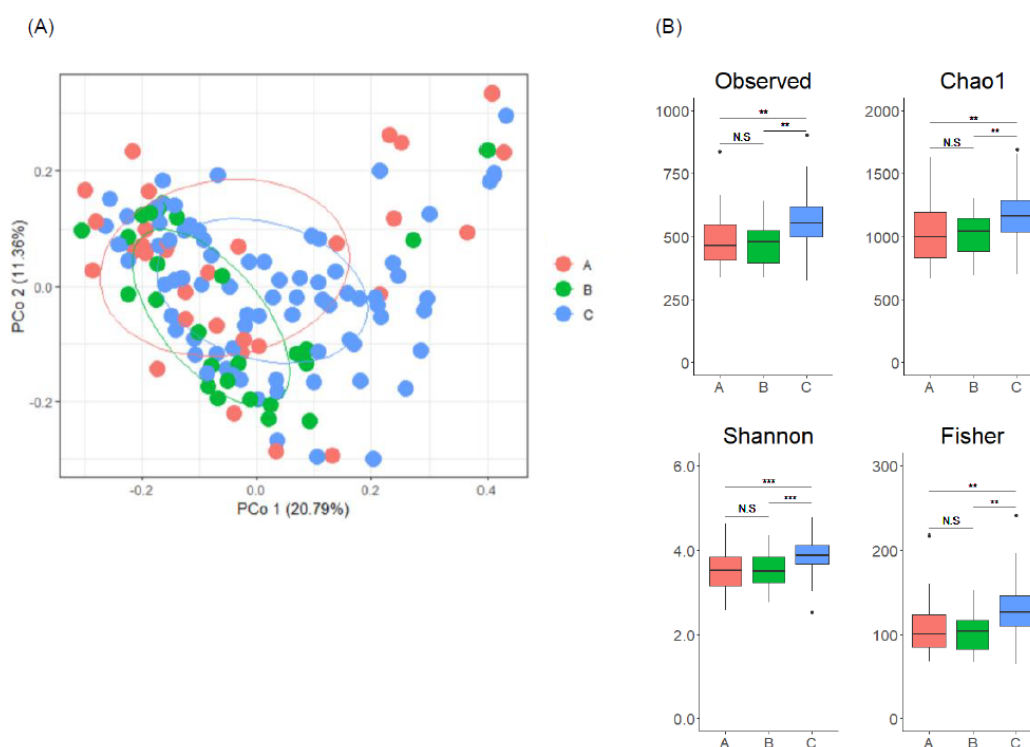 (A)
0.2
0.0
-0.2
PCo 2 (11.36%)
-0.2
0.0
0.2
0.4
PCo 1 (20.79%)
A
B
C
(B)
Observed
1000
750
500
250
0
**
N.S
**
A
B
C
Chao1
2000
1500
1000
500
0
**
N.S
**
A
B
C
Shannon
6.0
4.0
2.0
0.0
***
N.S
***
A
B
C
Fisher
300
200
100
0
**
N.S
**
A
B
C